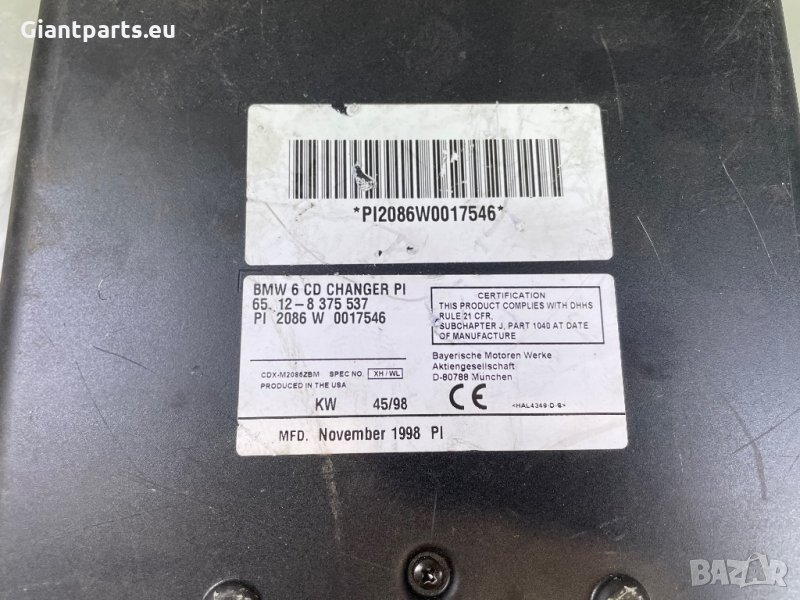 Giantparts.eu
*PI2086W0017546*
BMW 6 CD CHANGER PI
65. 12-8 375 537
PI 2086 W 0017546
CDX-M2086ZBM SPEC NO. XH/WL
PRODUCED IN THE USA
KW 45/98
CERTIFICATION
THIS PRODUCT COMPLIES WITH DHHS
RULE 21 CFR,
SUBCHAPTER J, PART 1040 AT DATE
OF MANUFACTURE
Bayerische Motoren Werke
Aktiengesellschaft
D-80788 München
CE
<HAL4349-D-S>
MFD. November 1998 PI
BAZAR